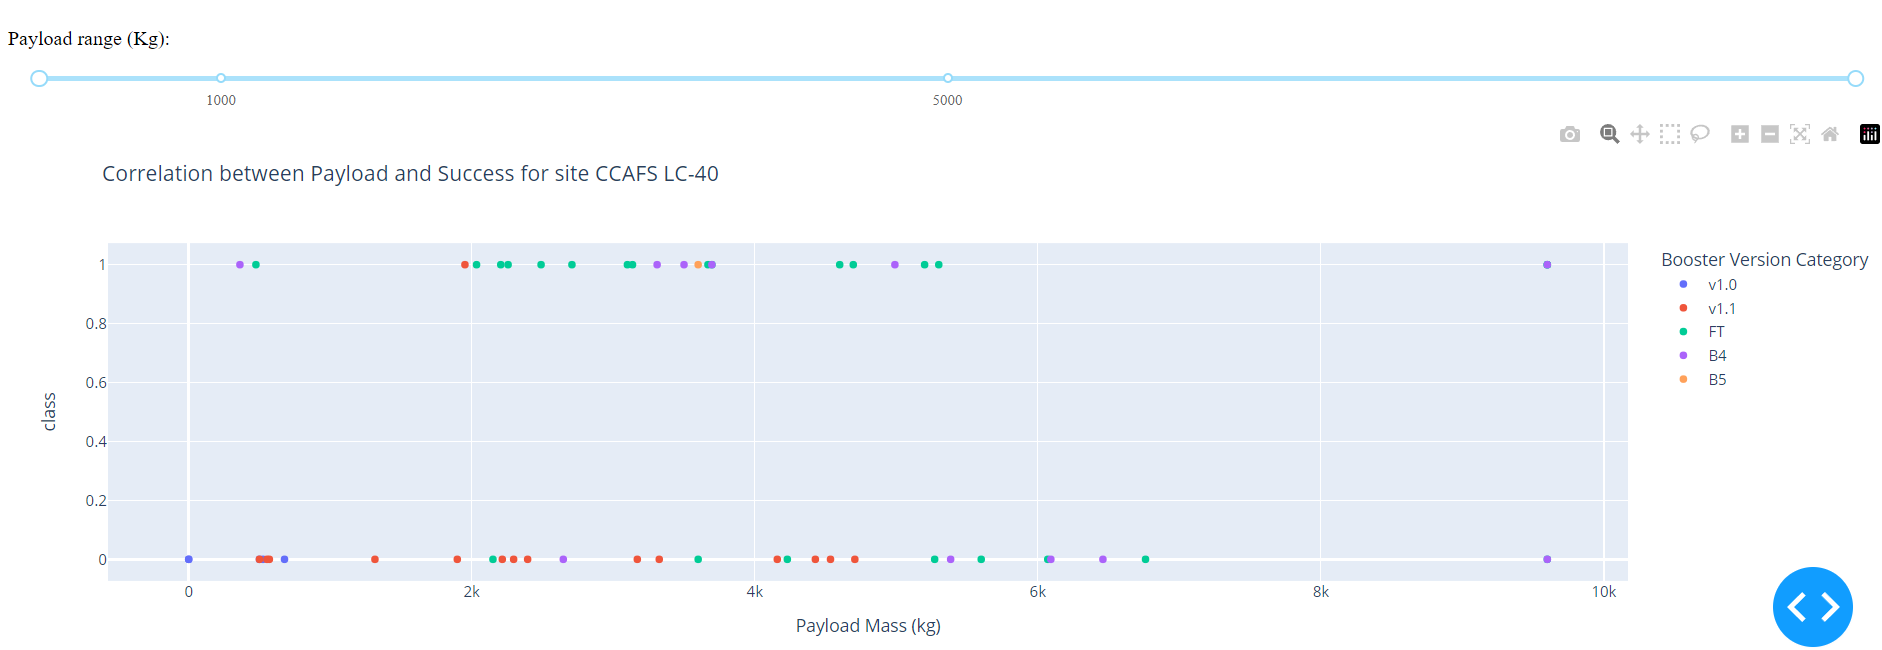 Payload range (Kg):
1000
5000
Correlation between Payload and Success for site CCAFS LC-40
1
0.8
0.6
0.4
0.2
0
class
0
2k
4k
6k
8k
10k
Payload Mass (kg)
Booster Version Category
v1.0
v1.1
FT
B4
B5